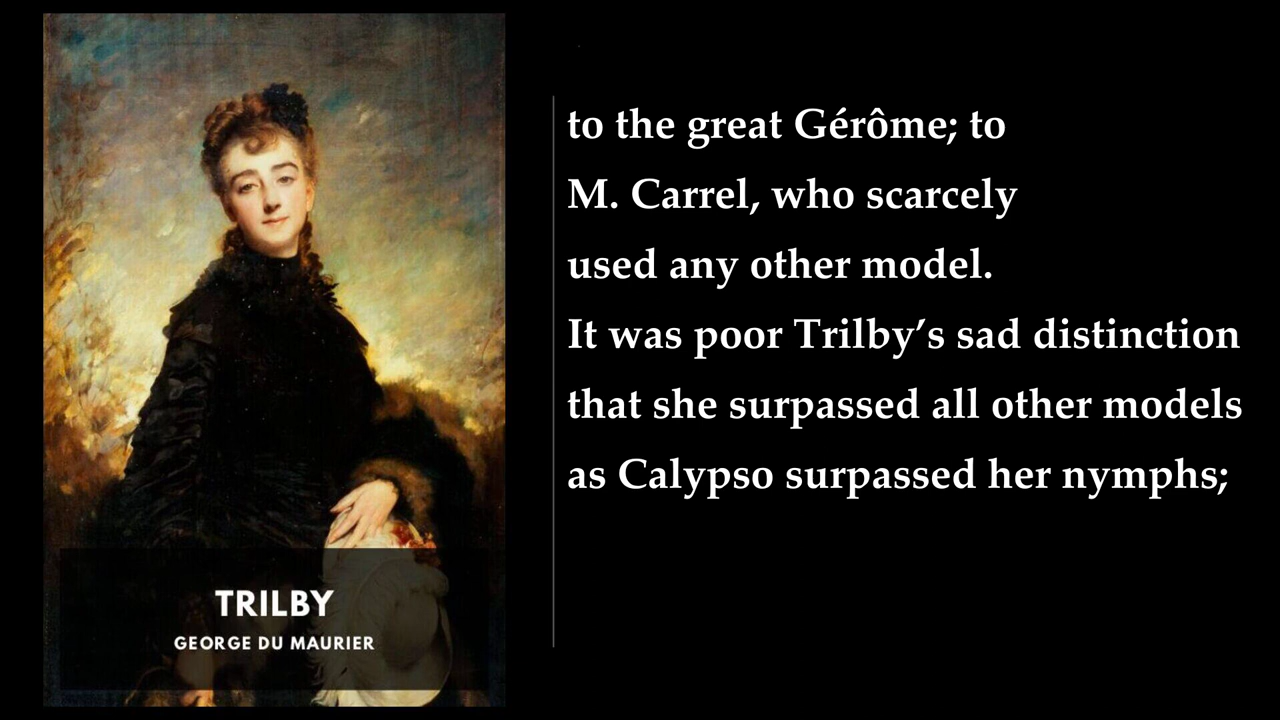 to the great Gérôme; to
M. Carrel, who scarcely
used any other model.
It was poor Trilby’s sad distinction
that she surpassed all other models
as Calypso surpassed her nymphs;
TRILBY
GEORGE DU MAURIER